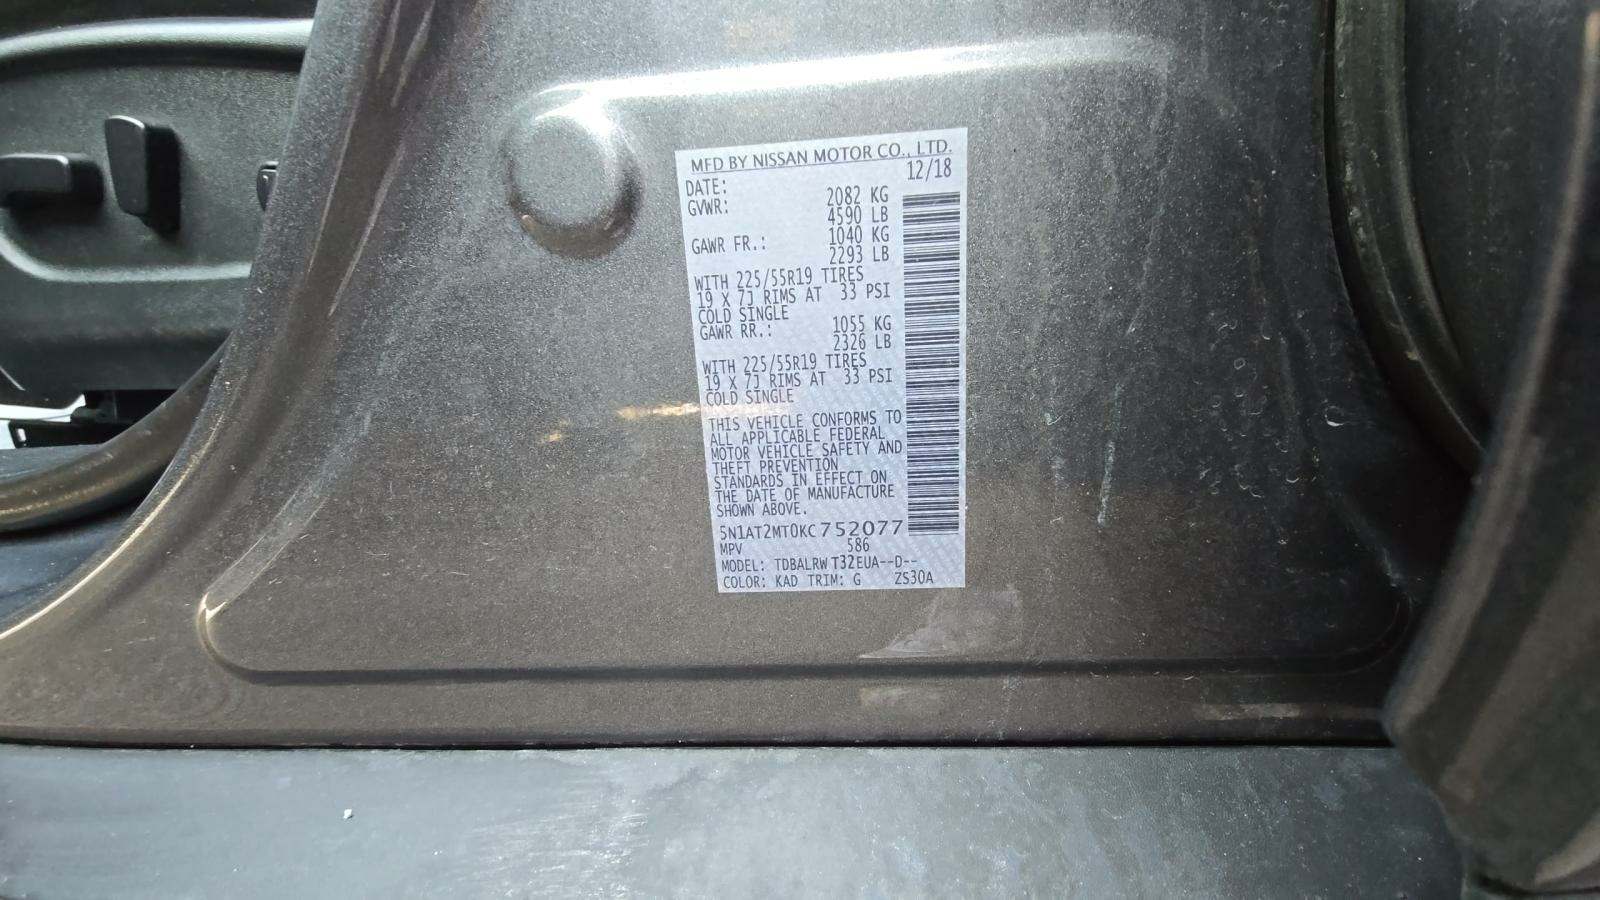 MFD BY NISSAN MOTOR CO., LTD.
DATE: 12/18
GVWR: 2082 KG
4590 LB
GAWR FR.: 1040 KG
2293 LB
WITH 225/55R19 TIRES
19 X 7J RIMS AT 33 PSI
COLD SINGLE
GAWR RR.: 1055 KG
2326 LB
WITH 225/55R19 TIRES
19 X 7J RIMS AT 33 PSI
COLD SINGLE
THIS VEHICLE CONFORMS TO
ALL APPLICABLE FEDERAL
MOTOR VEHICLE SAFETY AND
THEFT PREVENTION
STANDARDS IN EFFECT ON
THE DATE OF MANUFACTURE
SHOWN ABOVE.
5N1AT2MT0KC752077
MPV 586
MODEL: TDBALRW T32EUA--D--
COLOR: KAD TRIM: G ZS30A